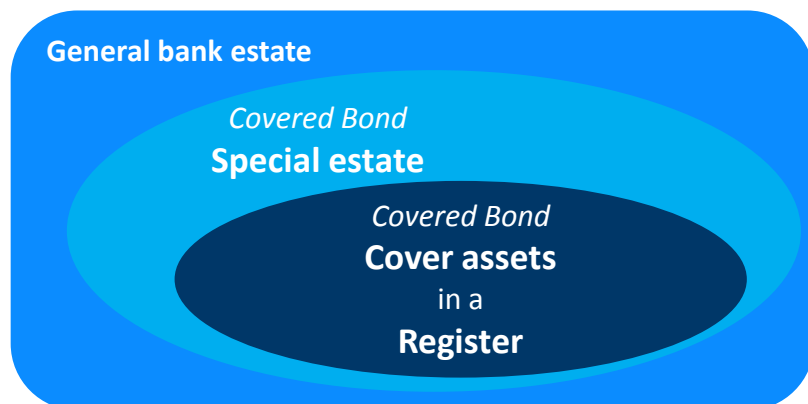 General bank estate
Covered Bond
Special estate
Covered Bond
Cover assets
in a
Register